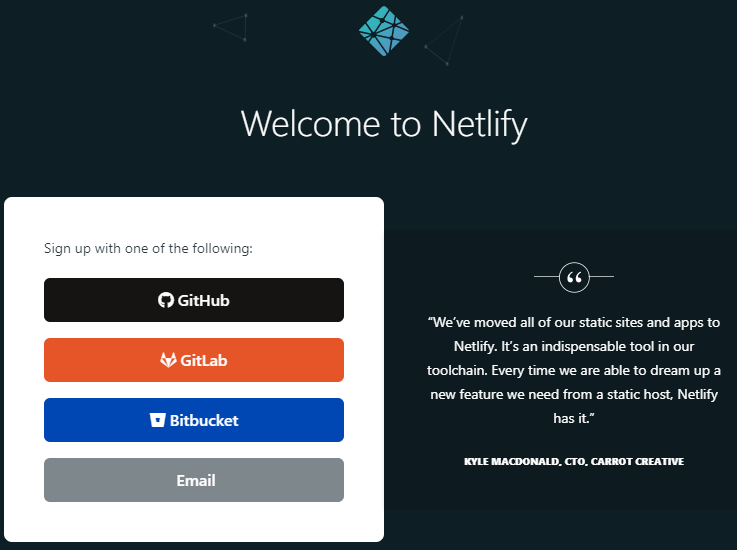 Welcome to Netlify
Sign up with one of the following:
GitHub
GitLab
Bitbucket
Email
“We’ve moved all of our static sites and apps to
Netlify. It’s an indispensable tool in our
toolchain. Every time we are able to dream up a
new feature we need from a static host, Netlify
has it.”
KYLE MACDONALD, CTO, CARROT CREATIVE